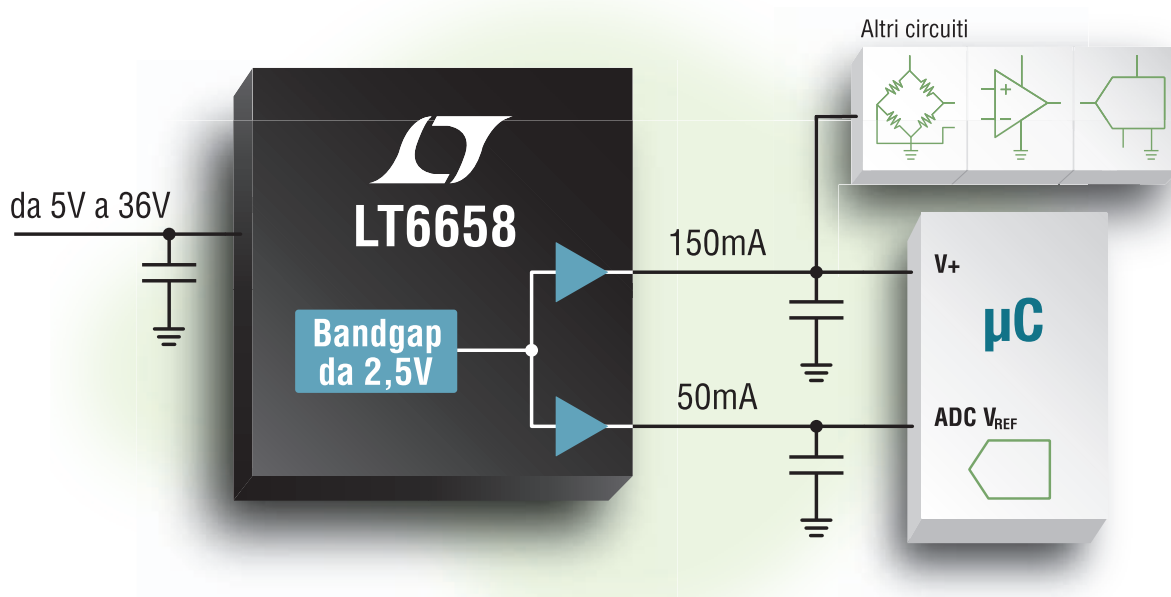 Altri circuiti
da 5V a 36V
LT6658
150mA
V+
µC
Bandgap
da 2,5V
50mA
ADC VREF